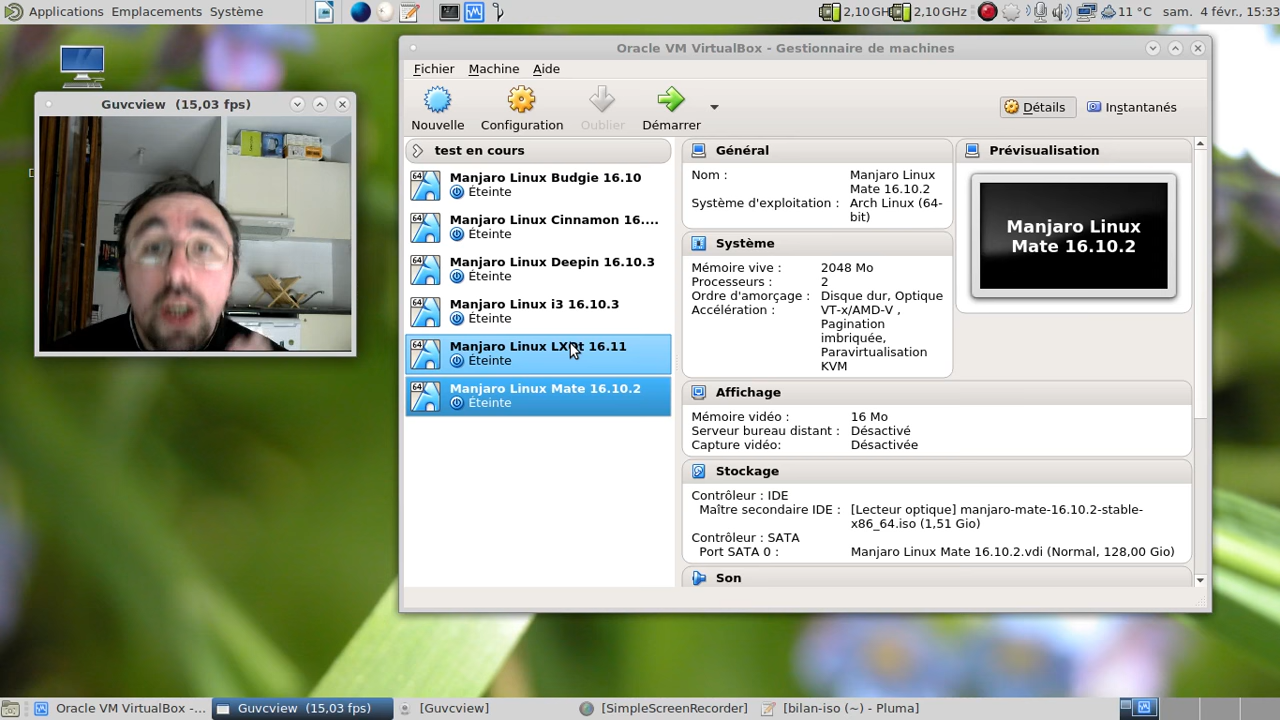 Applications Emplacements Système
2,10 GHz 2,10 GHz 11 °C sam. 4 févr., 15:33
Guvcview (15,03 fps)
Oracle VM VirtualBox - Gestionnaire de machines
Fichier Machine Aide
Nouvelle Configuration Oublier Démarrer
Détails Instantanés
test en cours
64 Manjaro Linux Budgie 16.10
Éteinte
64 Manjaro Linux Cinnamon 16....
Éteinte
64 Manjaro Linux Deepin 16.10.3
Éteinte
64 Manjaro Linux i3 16.10.3
Éteinte
64 Manjaro Linux 16.11
Éteinte
64 Manjaro Linux Mate 16.10.2
Éteinte
Général
Nom : Manjaro Linux
Mate 16.10.2
Système d'exploitation : Arch Linux (64-
bit)
Système
Mémoire vive : 2048 Mo
Processeurs : 2
Ordre d'amorçage : Disque dur, Optique
Accélération : VT-x/AMD-V ,
Pagination
imbriquée,
Paravirtualisation
KVM
Prévisualisation
Manjaro Linux
Mate 16.10.2
Affichage
Mémoire vidéo : 16 Mo
Serveur bureau distant : Désactivé
Capture vidéo: Désactivée
Stockage
Contrôleur : IDE
Maître secondaire IDE : [Lecteur optique] manjaro-mate-16.10.2-stable-
x86_64.iso (1,51 Gio)
Contrôleur : SATA
Port SATA 0 : Manjaro Linux Mate 16.10.2.vdi (Normal, 128,00 Gio)
Son
Oracle VM VirtualBox -... Guvcview (15,03 fps) [Guvcview] [SimpleScreenRecorder] [bilan-iso (~) - Pluma]